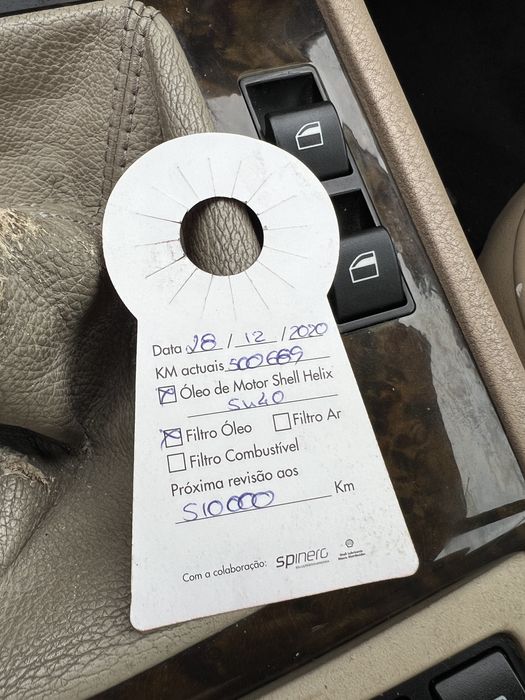 Data 28 / 12 / 2020
KM actuais 500669
☒ Óleo de Motor Shell Helix
5w40
☒ Filtro Óleo ☐ Filtro Ar
☐ Filtro Combustível
Próxima revisão aos
510000 Km
Com a colaboração: spinerg